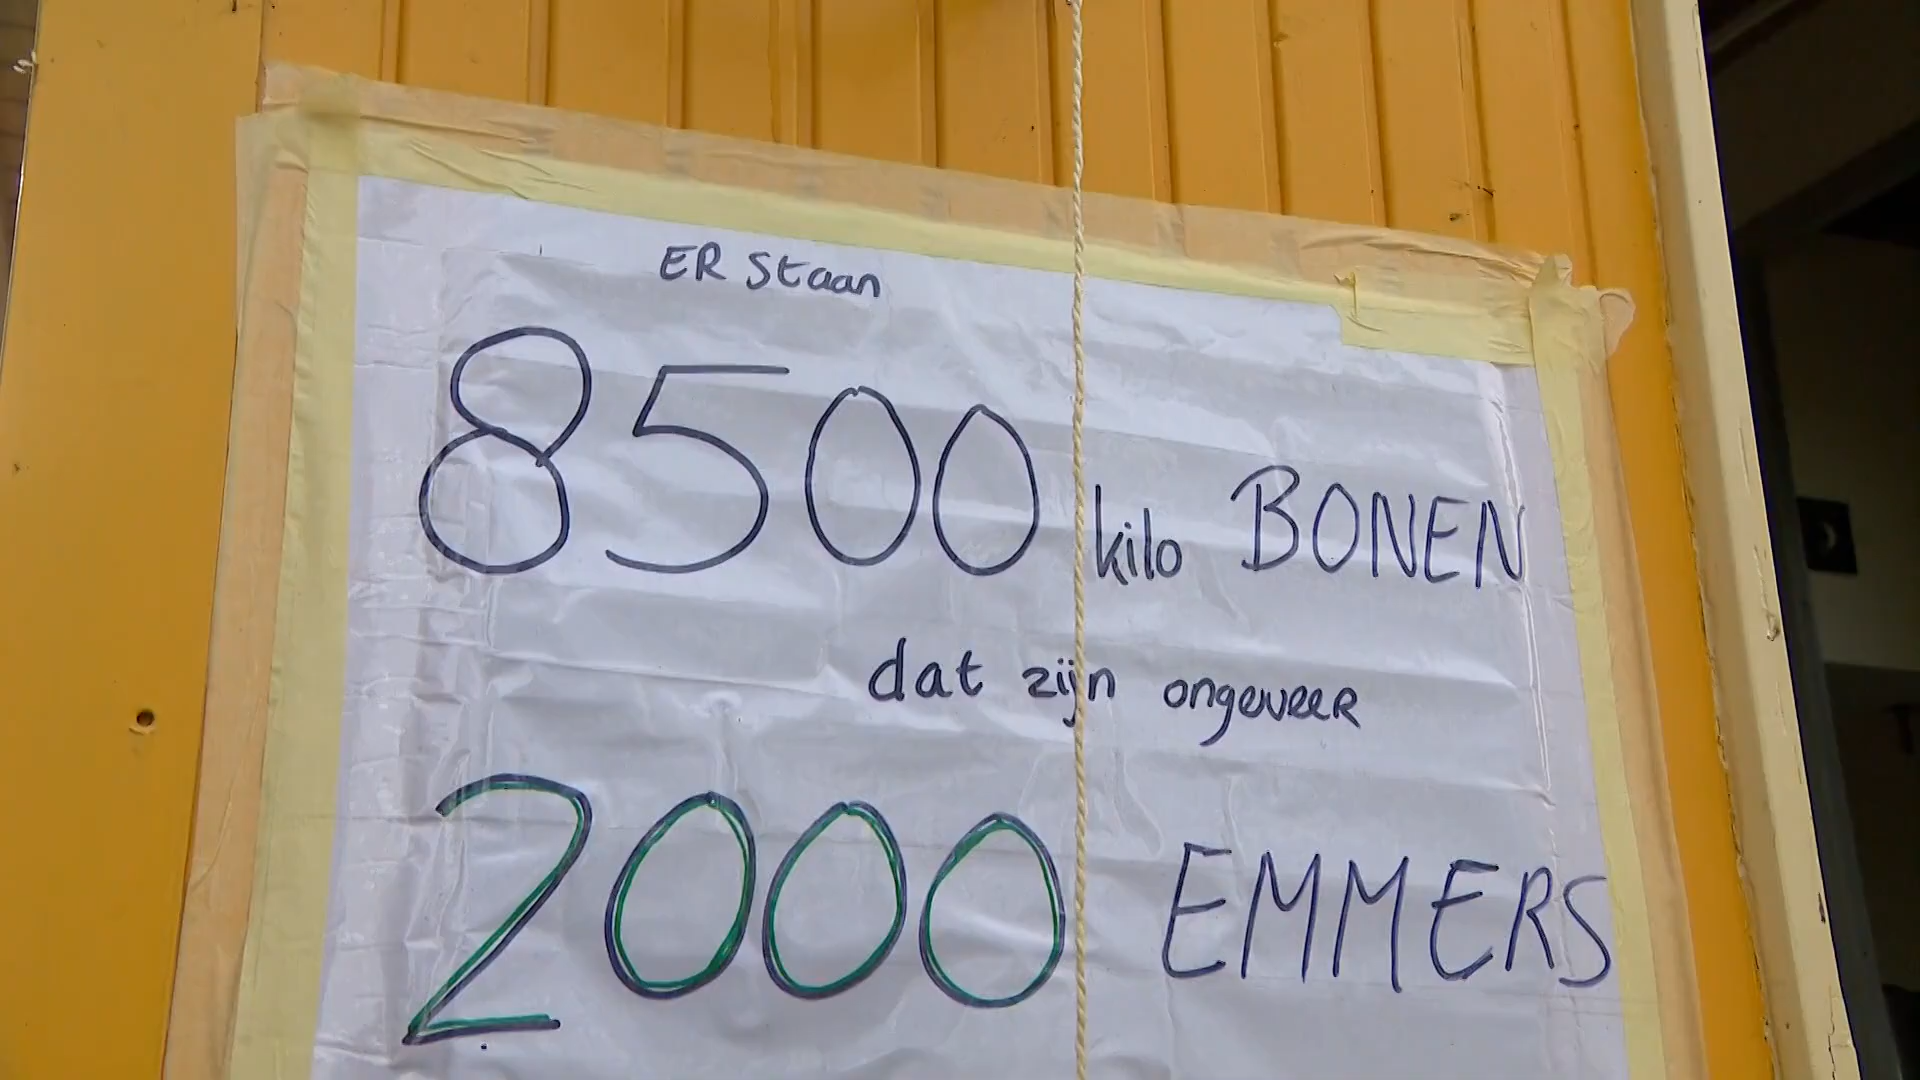 ER staan
8500 kilo BONEN
dat zijn ongeveer
2000 EMMERS